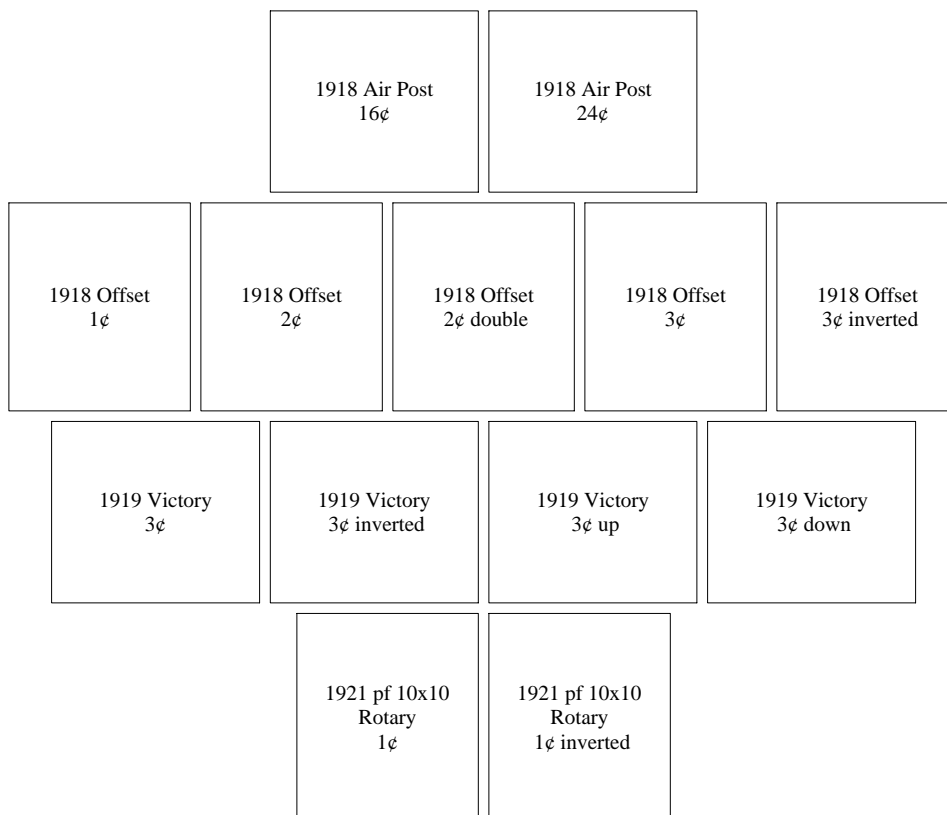 1918 Air Post
16¢
1918 Air Post
24¢
1918 Offset
1¢
1918 Offset
2¢
1918 Offset
2¢ double
1918 Offset
3¢
1918 Offset
3¢ inverted
1919 Victory
3¢
1919 Victory
3¢ inverted
1919 Victory
3¢ up
1919 Victory
3¢ down
1921 pf 10x10
Rotary
1¢
1921 pf 10x10
Rotary
1¢ inverted